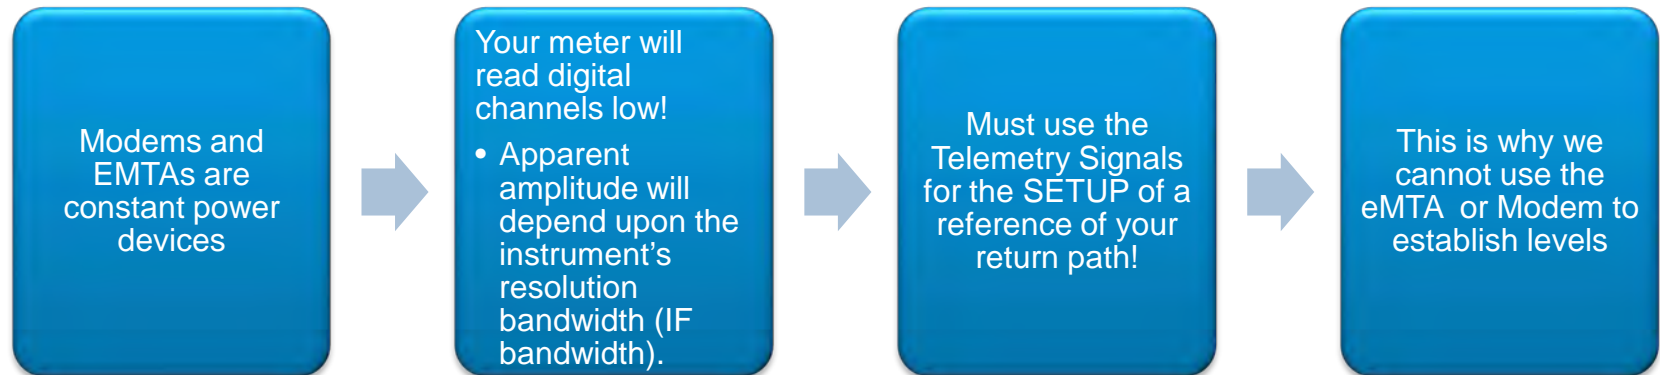 Modems and
EMTAs are
constant power
devices
Your meter will
read digital
channels low!
• Apparent
amplitude will
depend upon the
instrument’s
resolution
bandwidth (IF
bandwidth).
Must use the
Telemetry Signals
for the SETUP of a
reference of your
return path!
This is why we
cannot use the
eMTA or Modem to
establish levels